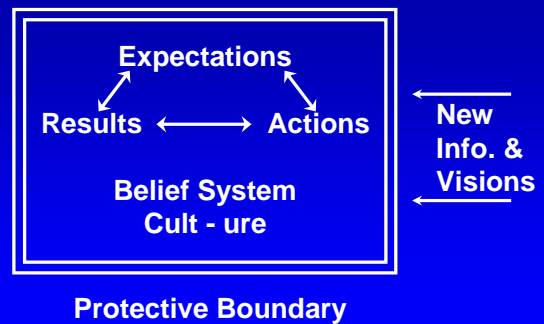 Expectations
Results Actions
New
Info. &
Visions
Belief System
Cult - ure
Protective Boundary